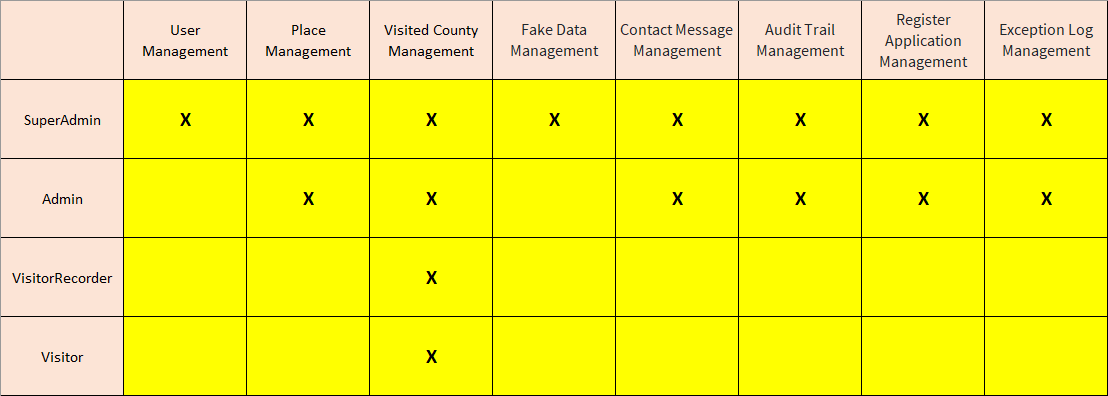 User Management
Place Management
Visited County Management
Fake Data Management
Contact Message Management
Audit Trail Management
Register Application Management
Exception Log Management
SuperAdmin X X X X X X X X
Admin X X X X X X
VisitorRecorder X
Visitor X